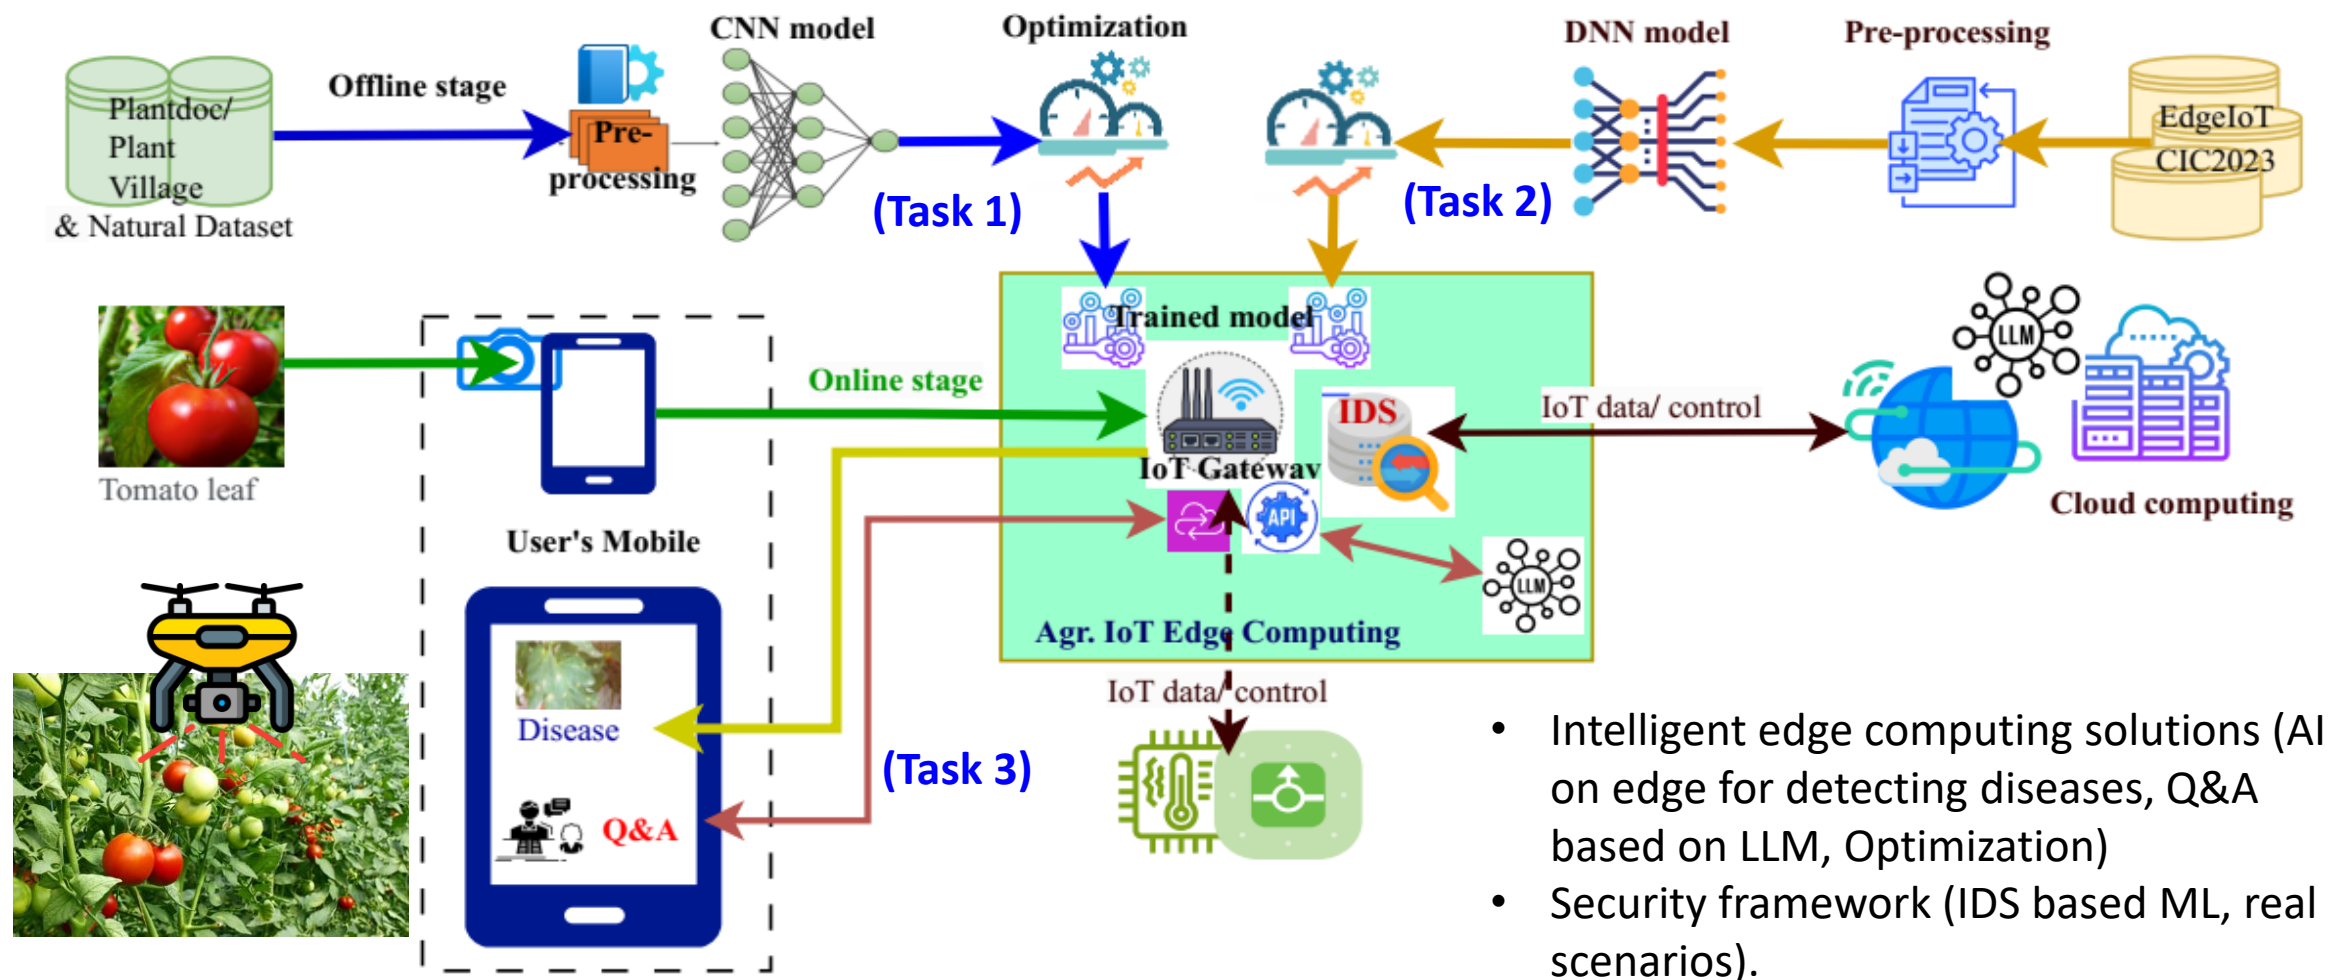 CNN model
Optimization
DNN model
Pre-processing
Offline stage
Plantdoc/
Plant
Village
& Natural Dataset
Pre-
processing
(Task 1)
(Task 2)
EdgeIoT
CIC2023
Trained model
LLM
Online stage
IDS
IoT data/ control
IoT Gateway
Tomato leaf
Cloud computing
User's Mobile
API
LLM
Agr. IoT Edge Computing
IoT data/ control
Disease
Q&A
(Task 3)
• Intelligent edge computing solutions (AI
on edge for detecting diseases, Q&A
based on LLM, Optimization)
• Security framework (IDS based ML, real
scenarios).